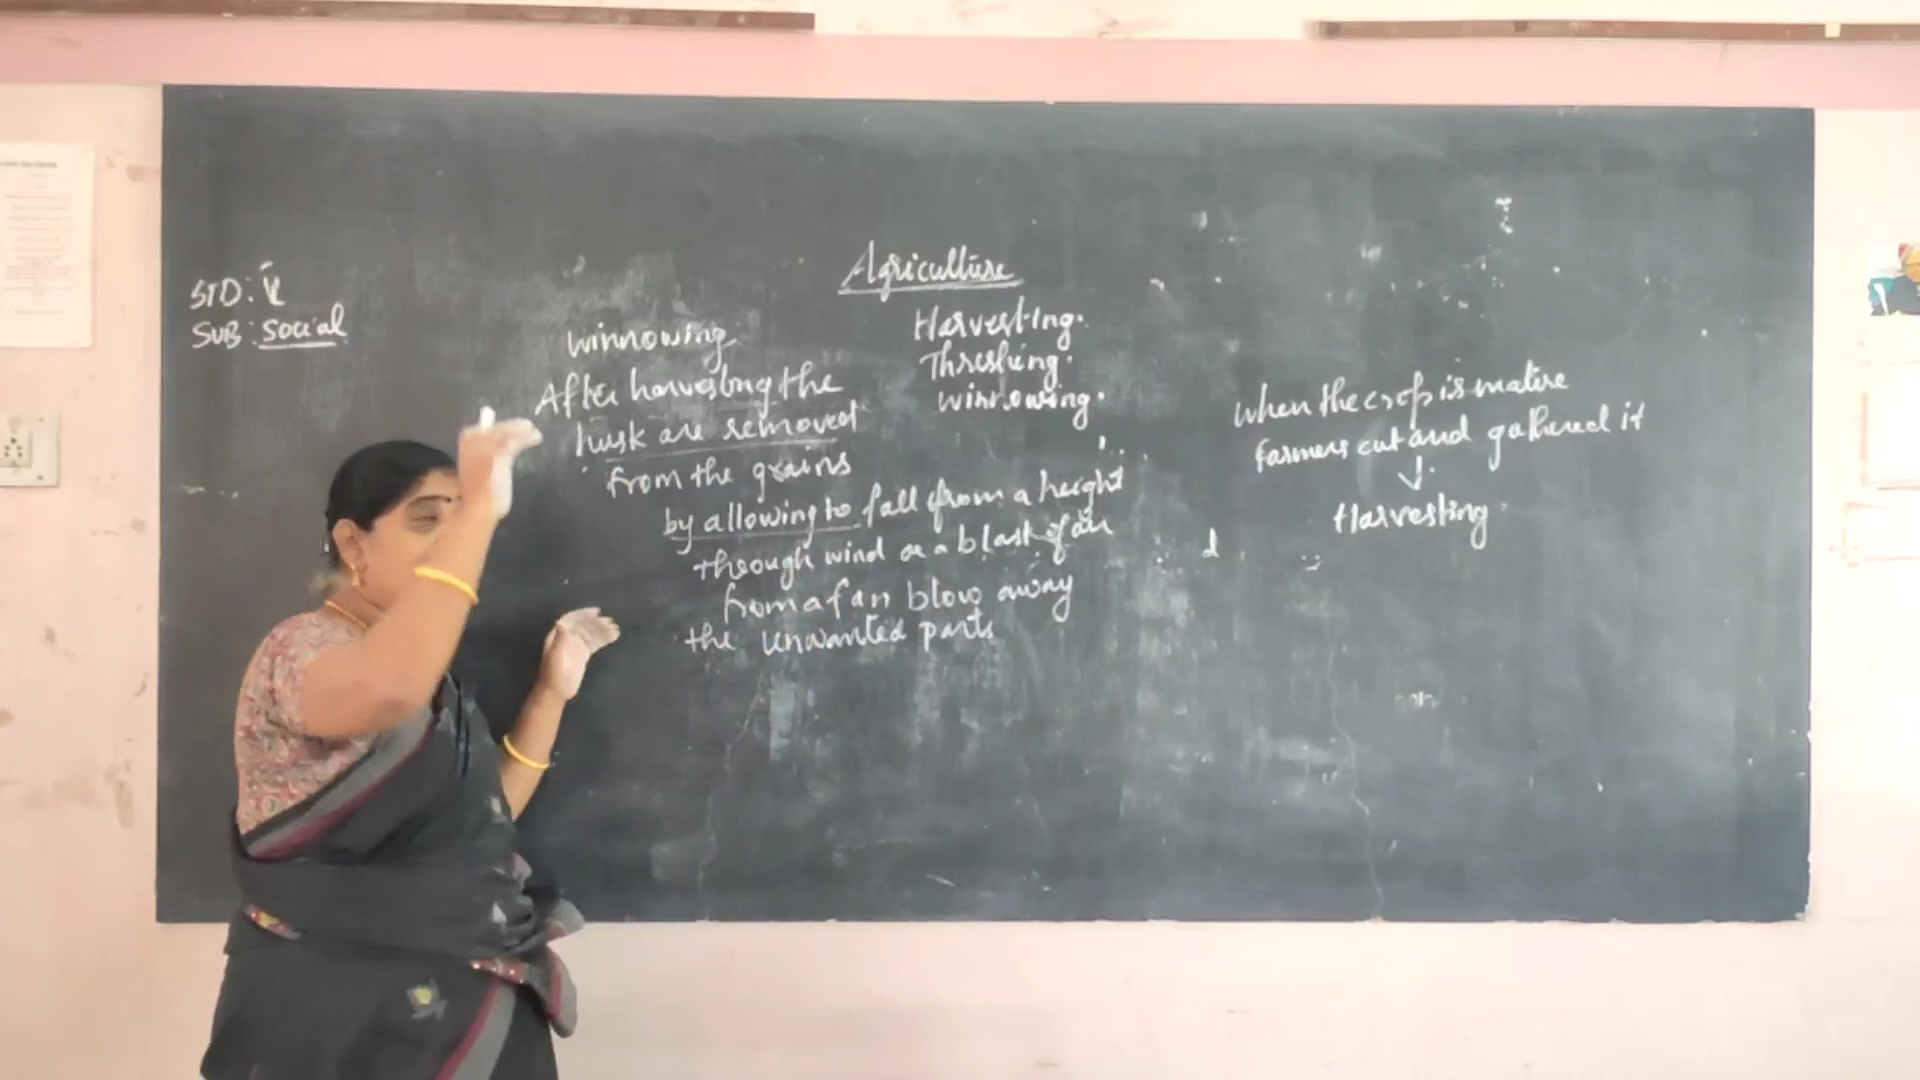 Agriculture
STD: V
SUB: Social
Harvesting.
Threshing.
winnowing.
winnowing
After harvesting the
husk are removed
from the grains
by allowing to fall from a height
through wind or a blast of air
from a fan blow away
the unwanted parts
When the crop is mature
farmers cut and gathered it
↓
Harvesting